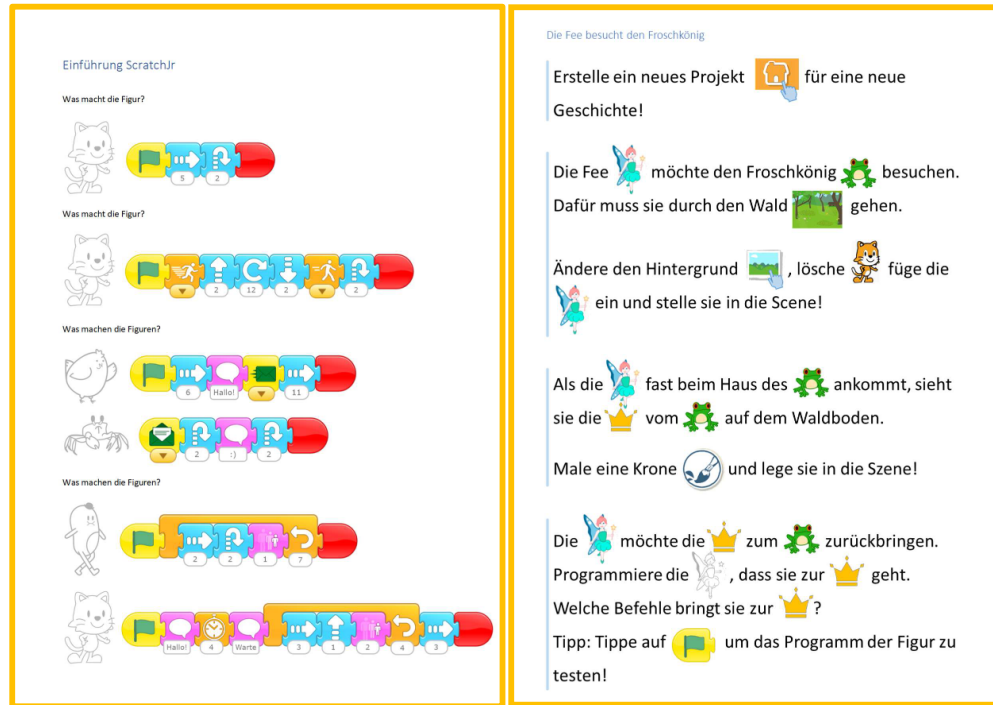 Einführung ScratchJr
Was macht die Figur?
5 2
Was macht die Figur?
2 12 2 2
Was machen die Figuren?
6 Hallo! 11
2 :) 2
Was machen die Figuren?
2 2 1 7
Hallo! 4 Warte 3 1 2 4 3
Die Fee besucht den Froschkönig
Erstelle ein neues Projekt für eine neue
Geschichte!
Die Fee möchte den Froschkönig besuchen.
Dafür muss sie durch den Wald gehen.
Ändere den Hintergrund , lösche füge die
ein und stelle sie in die Scene!
Als die fast beim Haus des ankommt, sieht
sie die vom auf dem Waldboden.
Male eine Krone und lege sie in die Szene!
Die möchte die zum zurückbringen.
Programmiere die , dass sie zur geht.
Welche Befehle bringt sie zur ?
Tipp: Tippe auf um das Programm der Figur zu
testen!